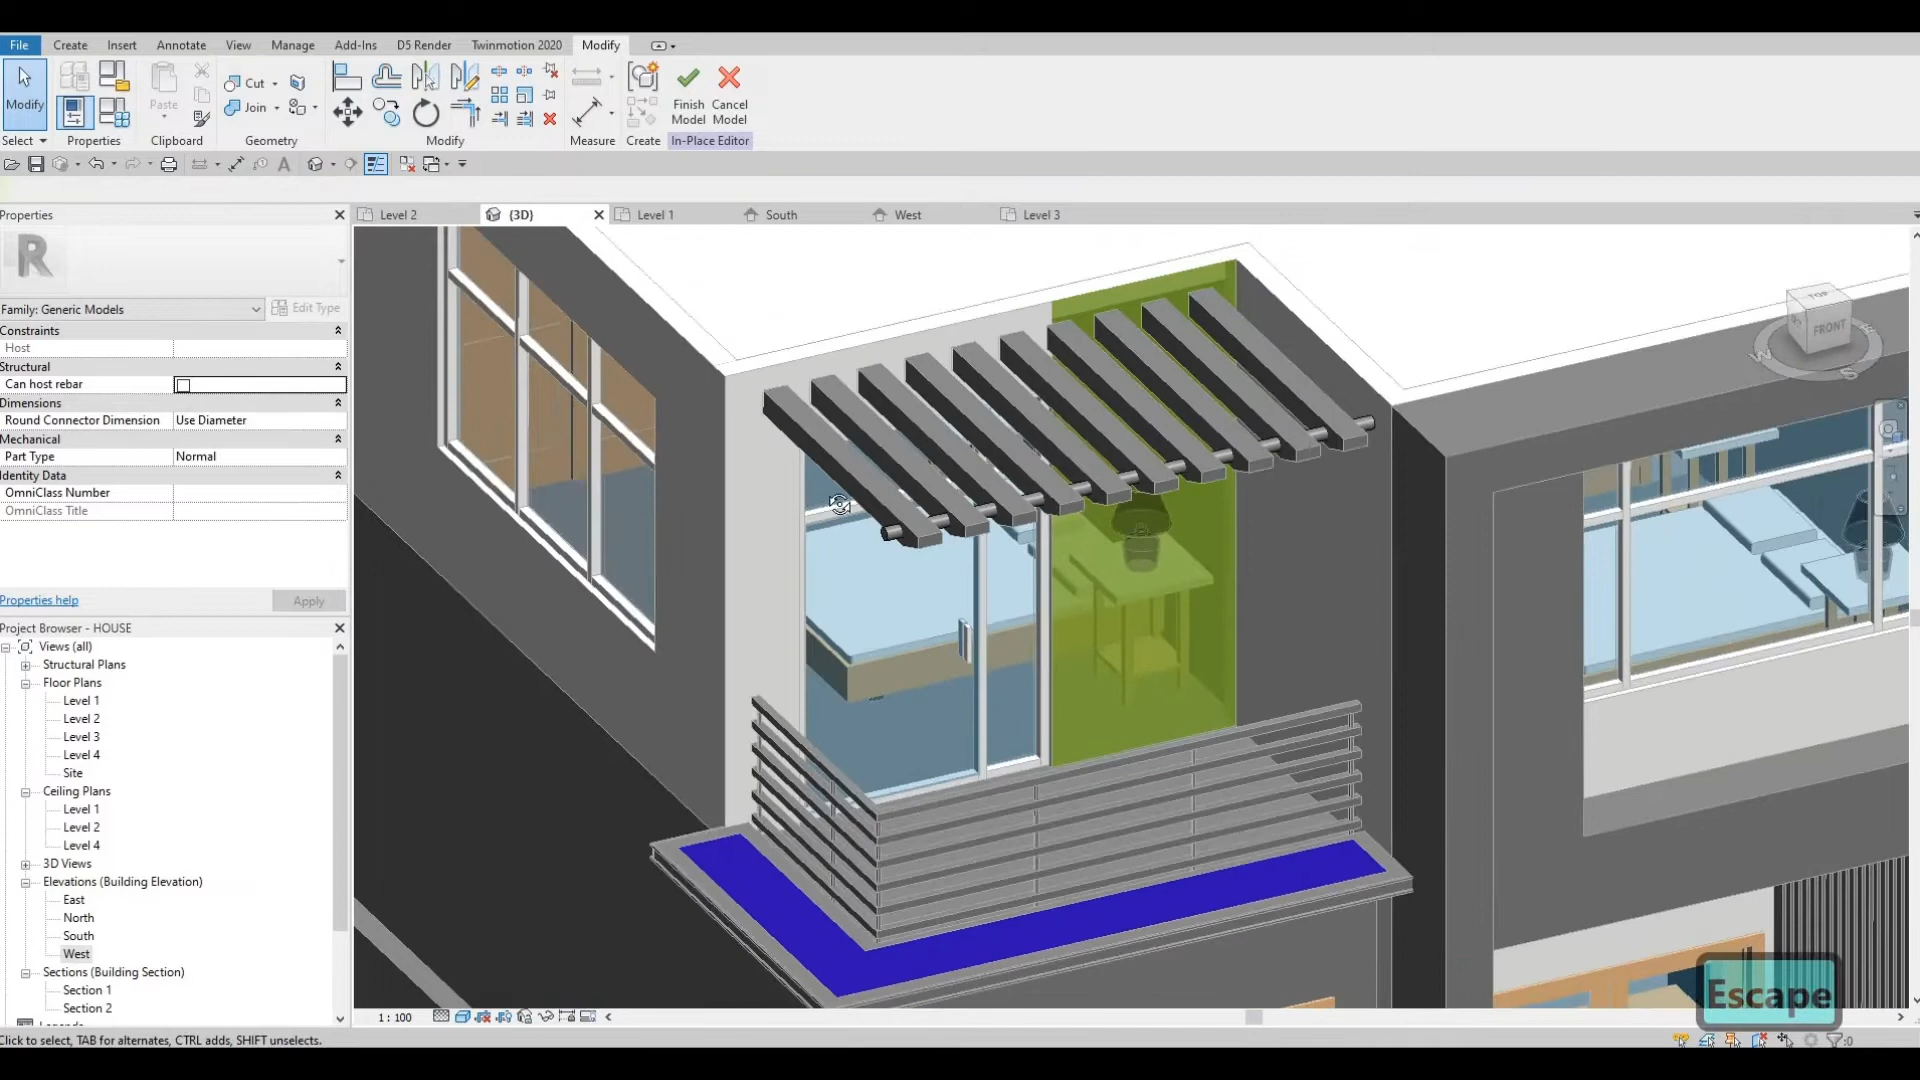 File Create Insert Annotate View Manage Add-Ins D5 Render Twinmotion 2020 Modify
Modify
Paste
Cut
Join
Finish Model
Cancel Model
Select Properties Clipboard Geometry Modify Measure Create In-Place Editor
Properties
Level 2 {3D} Level 1 South West Level 3
R
Family: Generic Models Edit Type
Constraints
Host
Structural
Can host rebar
Dimensions
Round Connector Dimension Use Diameter
Mechanical
Part Type Normal
Identity Data
OmniClass Number
OmniClass Title
Properties help Apply
Project Browser - HOUSE
Views (all)
Structural Plans
Floor Plans
Level 1
Level 2
Level 3
Level 4
Site
Ceiling Plans
Level 1
Level 2
Level 4
3D Views
Elevations (Building Elevation)
East
North
South
West
Sections (Building Section)
Section 1
Section 2
TOP
FRONT
W
S
Escape
1 : 100
Click to select, TAB for alternates, CTRL adds, SHIFT unselects.
:0